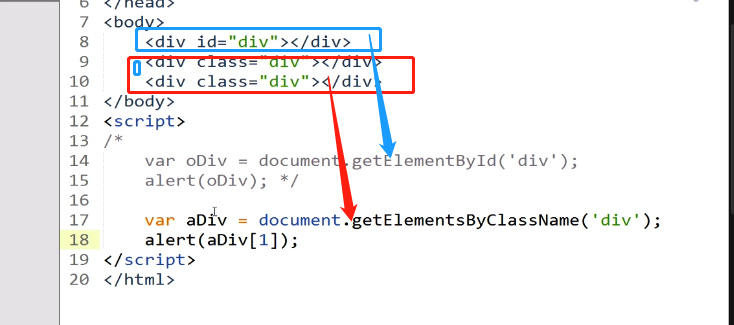 6 </head>
7 <body>
8 <div id="div"></div>
9 <div class="div"></div>
10 <div class="div"></div>
11 </body>
12 <script>
13 /*
14 var oDiv = document.getElementById('div');
15 alert(oDiv); */
16
17 var aDiv = document.getElementsByClassName('div');
18 alert(aDiv[1]);
19 </script>
20 </html>